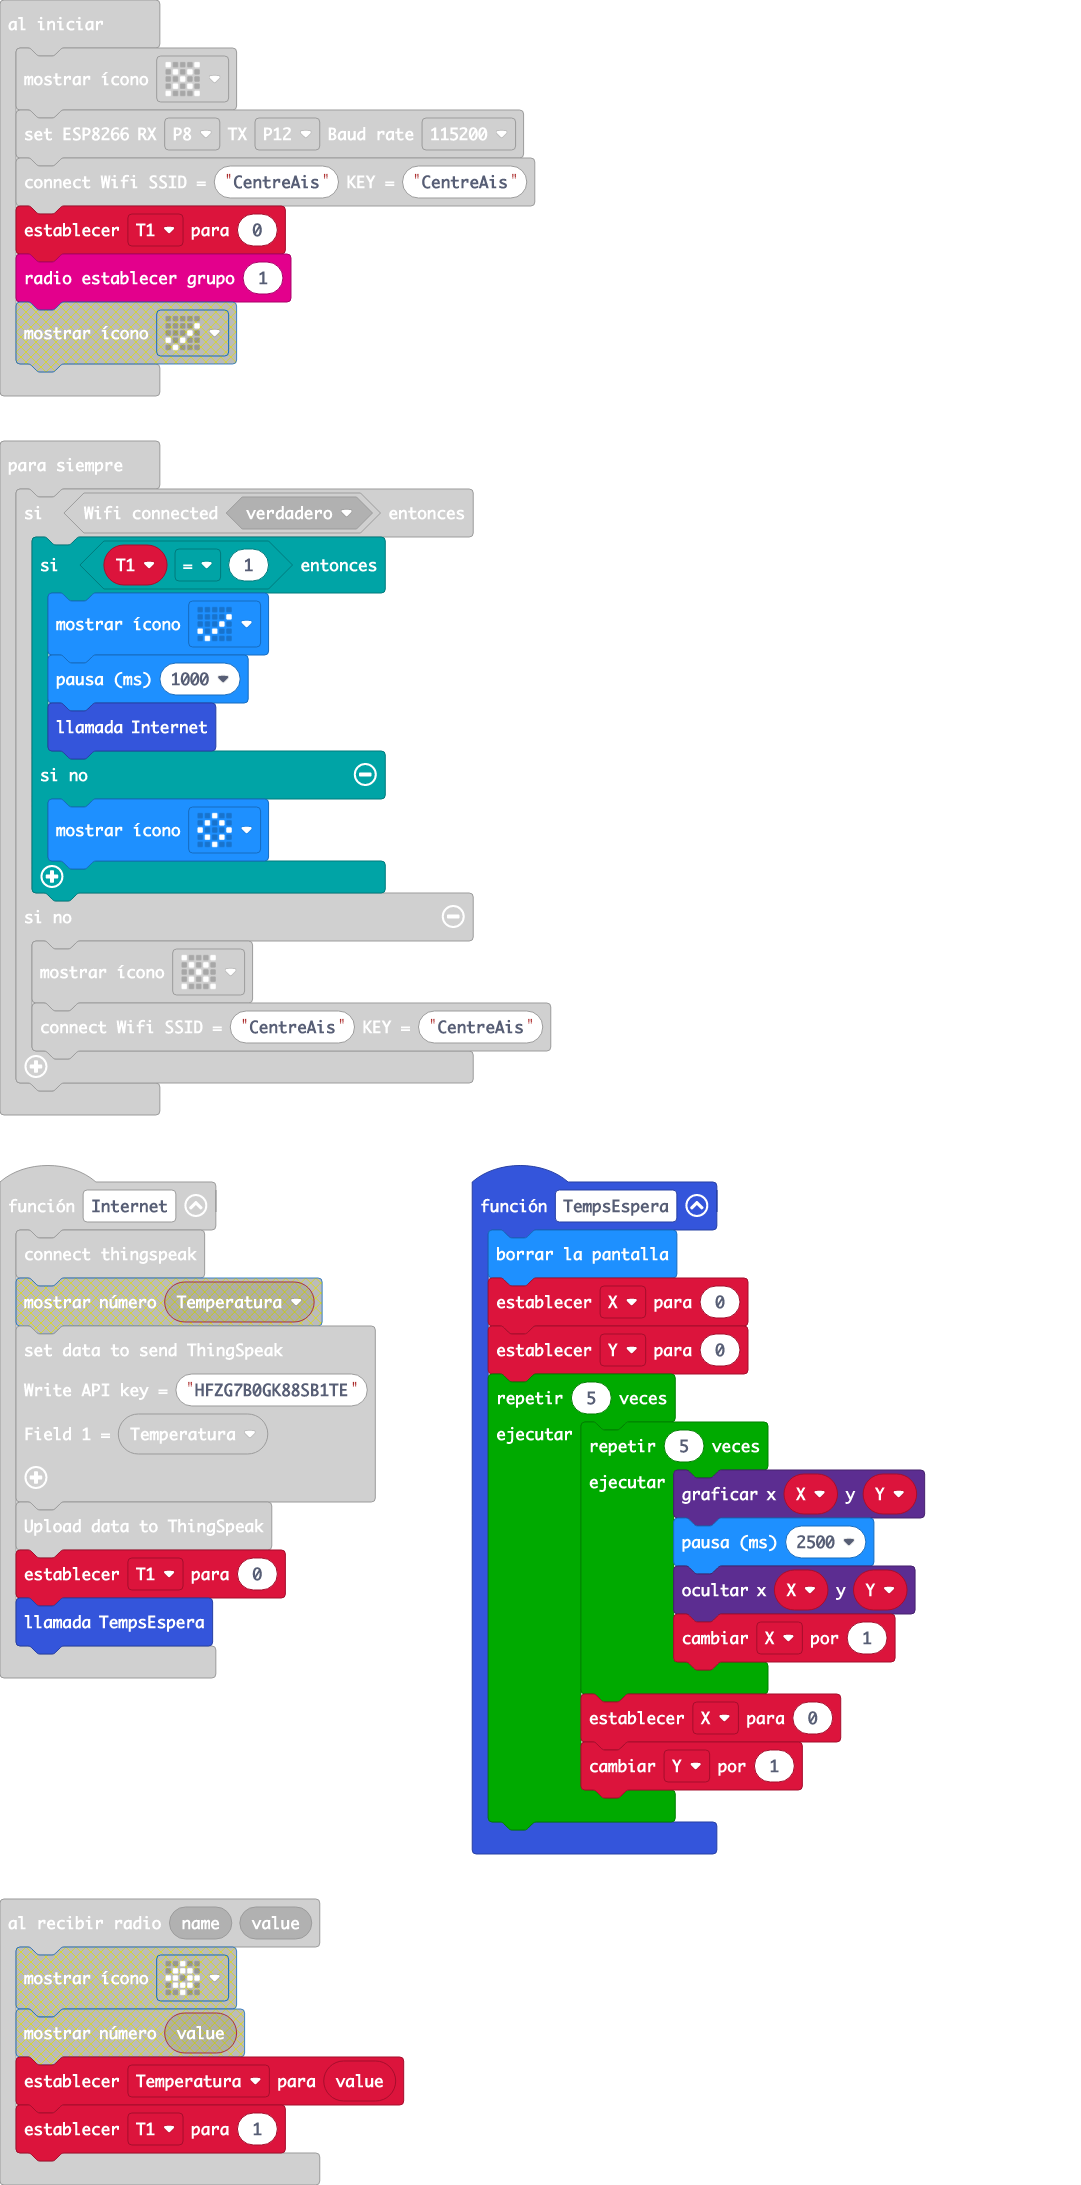 al iniciar
mostrar ícono
set ESP8266 RX P8 TX P12 Baud rate 115200
connect Wifi SSID = "CentreAis" KEY = "CentreAis"
establecer T1 para 0
radio establecer grupo 1
mostrar ícono
para siempre
si Wifi connected verdadero entonces
si T1 = 1 entonces
mostrar ícono
pausa (ms) 1000
llamada Internet
si no
mostrar ícono
si no
mostrar ícono
connect Wifi SSID = "CentreAis" KEY = "CentreAis"
función Internet
connect thingspeak
mostrar número Temperatura
set data to send ThingSpeak
Write API key = "HFZG7B0GK88SB1TE"
Field 1 = Temperatura
Upload data to ThingSpeak
establecer T1 para 0
llamada TempsEspera
función TempsEspera
borrar la pantalla
establecer X para 0
establecer Y para 0
repetir 5 veces
ejecutar
repetir 5 veces
ejecutar
graficar x X y Y
pausa (ms) 2500
ocultar x X y Y
cambiar X por 1
establecer X para 0
cambiar Y por 1
al recibir radio name value
mostrar ícono
mostrar número value
establecer Temperatura para value
establecer T1 para 1